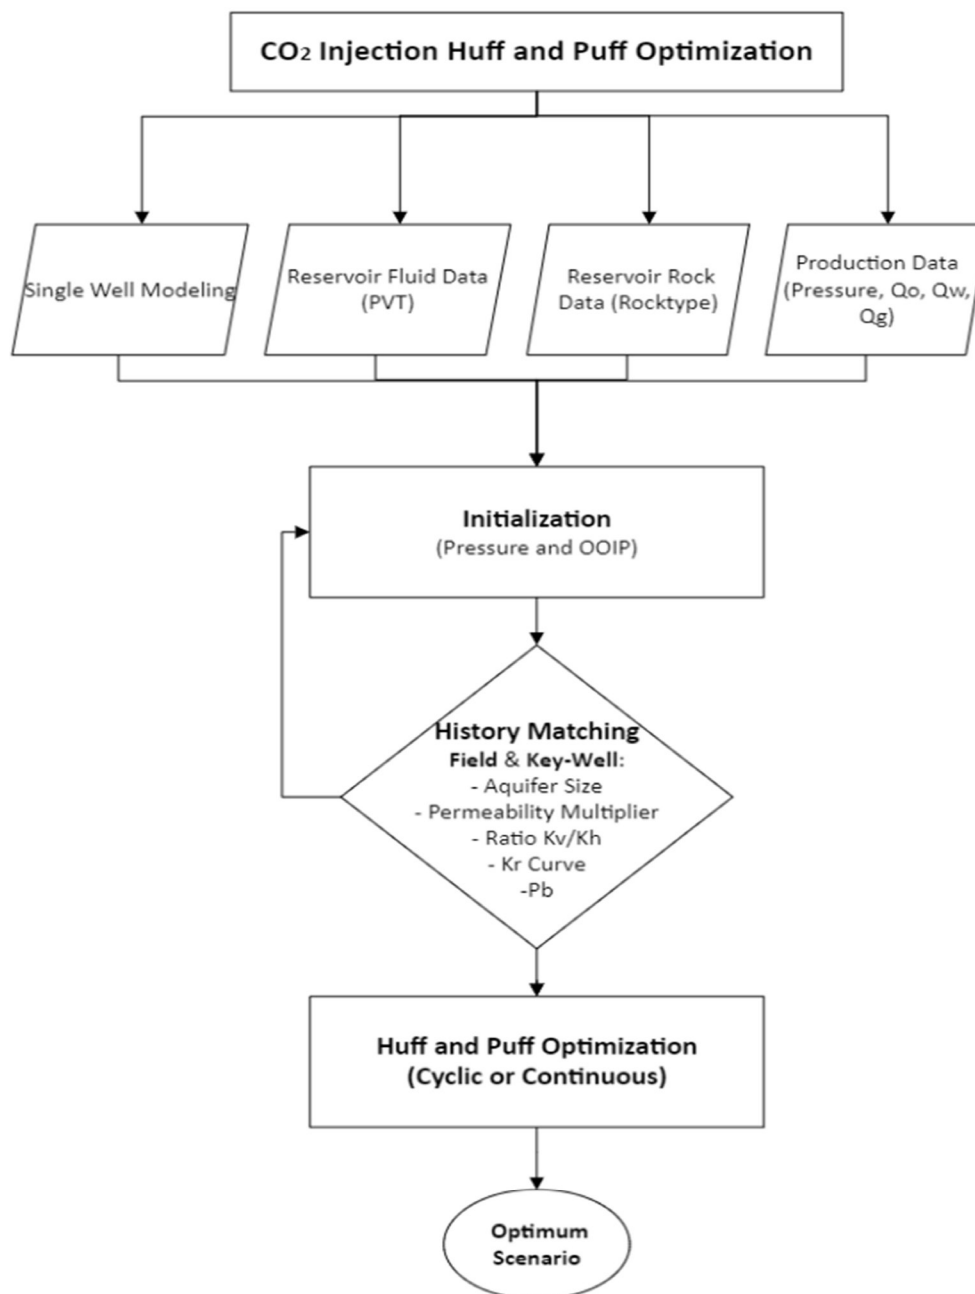 CO₂ Injection Huff and Puff Optimization
Single Well Modeling
Reservoir Fluid Data
(PVT)
Reservoir Rock
Data (Rocktype)
Production Data
(Pressure, Qo, Qw,
Qg)
Initialization
(Pressure and OOIP)
History Matching
Field & Key-Well:
- Aquifer Size
- Permeability Multiplier
- Ratio Kv/Kh
- Kr Curve
-Pb
Huff and Puff Optimization
(Cyclic or Continuous)
Optimum
Scenario